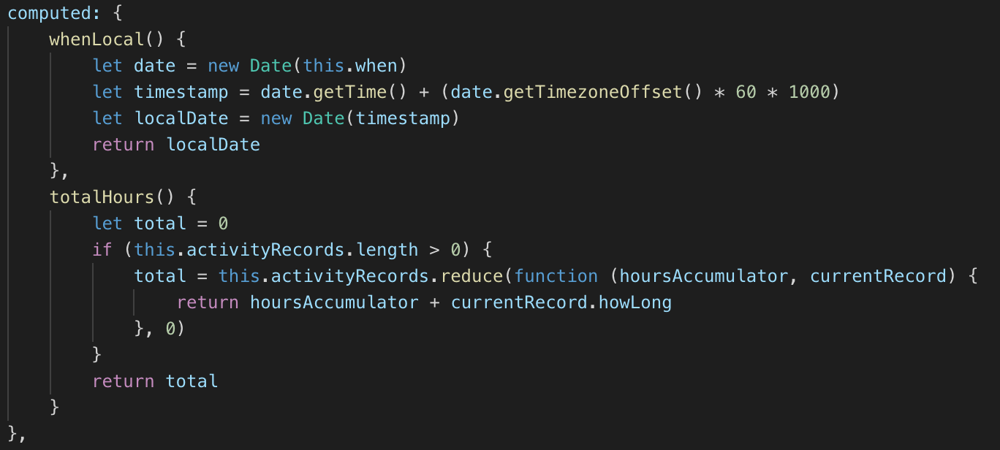 computed: {
    whenLocal() {
        let date = new Date(this.when)
        let timestamp = date.getTime() + (date.getTimezoneOffset() * 60 * 1000)
        let localDate = new Date(timestamp)
        return localDate
    },
    totalHours() {
        let total = 0
        if (this.activityRecords.length > 0) {
            total = this.activityRecords.reduce(function (hoursAccumulator, currentRecord) {
                return hoursAccumulator + currentRecord.howLong
            }, 0)
        }
        return total
    }
},